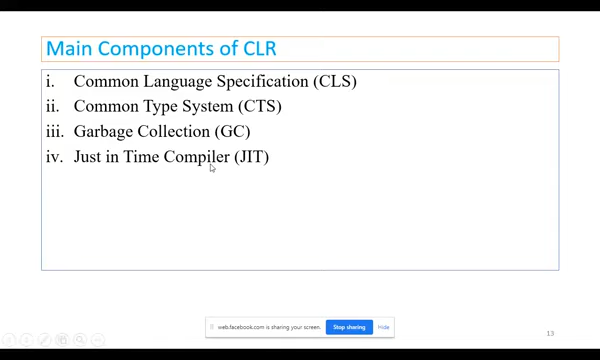 Main Components of CLR
i. Common Language Specification (CLS)
ii. Common Type System (CTS)
iii. Garbage Collection (GC)
iv. Just in Time Compiler (JIT)
web.facebook.com is sharing your screen. Stop sharing Hide
13